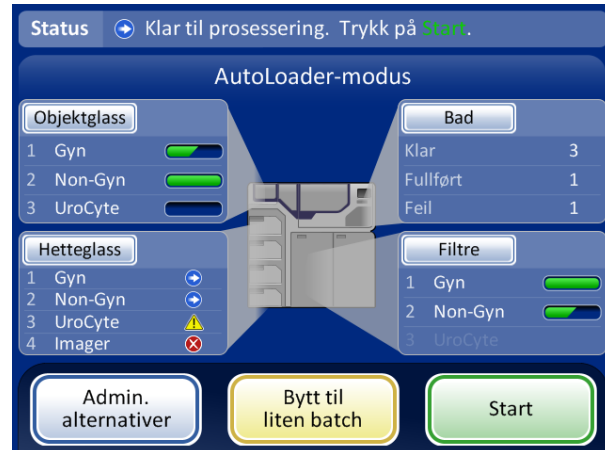 Status Klar til prosessering. Trykk på Start.
AutoLoader-modus
Objektglass
1 Gyn
2 Non-Gyn
3 UroCyte
Bad
Klar 3
Fullført 1
Feil 1
Hetteglass
1 Gyn
2 Non-Gyn
3 UroCyte
4 Imager
Filtre
1 Gyn
2 Non-Gyn
3 UroCyte
Admin.
alternativer
Bytt til
liten batch
Start